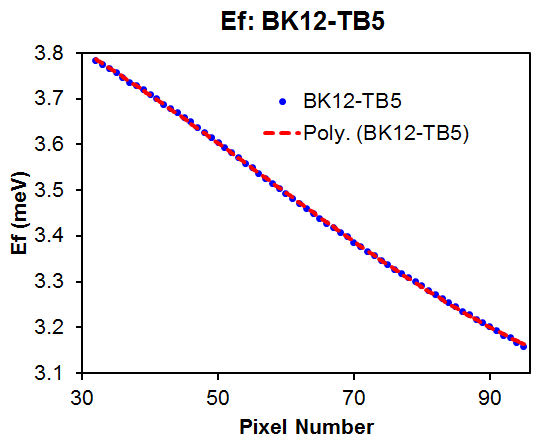 Ef: BK12-TB5
3.8
3.7
3.6
3.5
3.4
3.3
3.2
3.1
Ef (meV)
BK12-TB5
Poly. (BK12-TB5)
30
50
70
90
Pixel Number